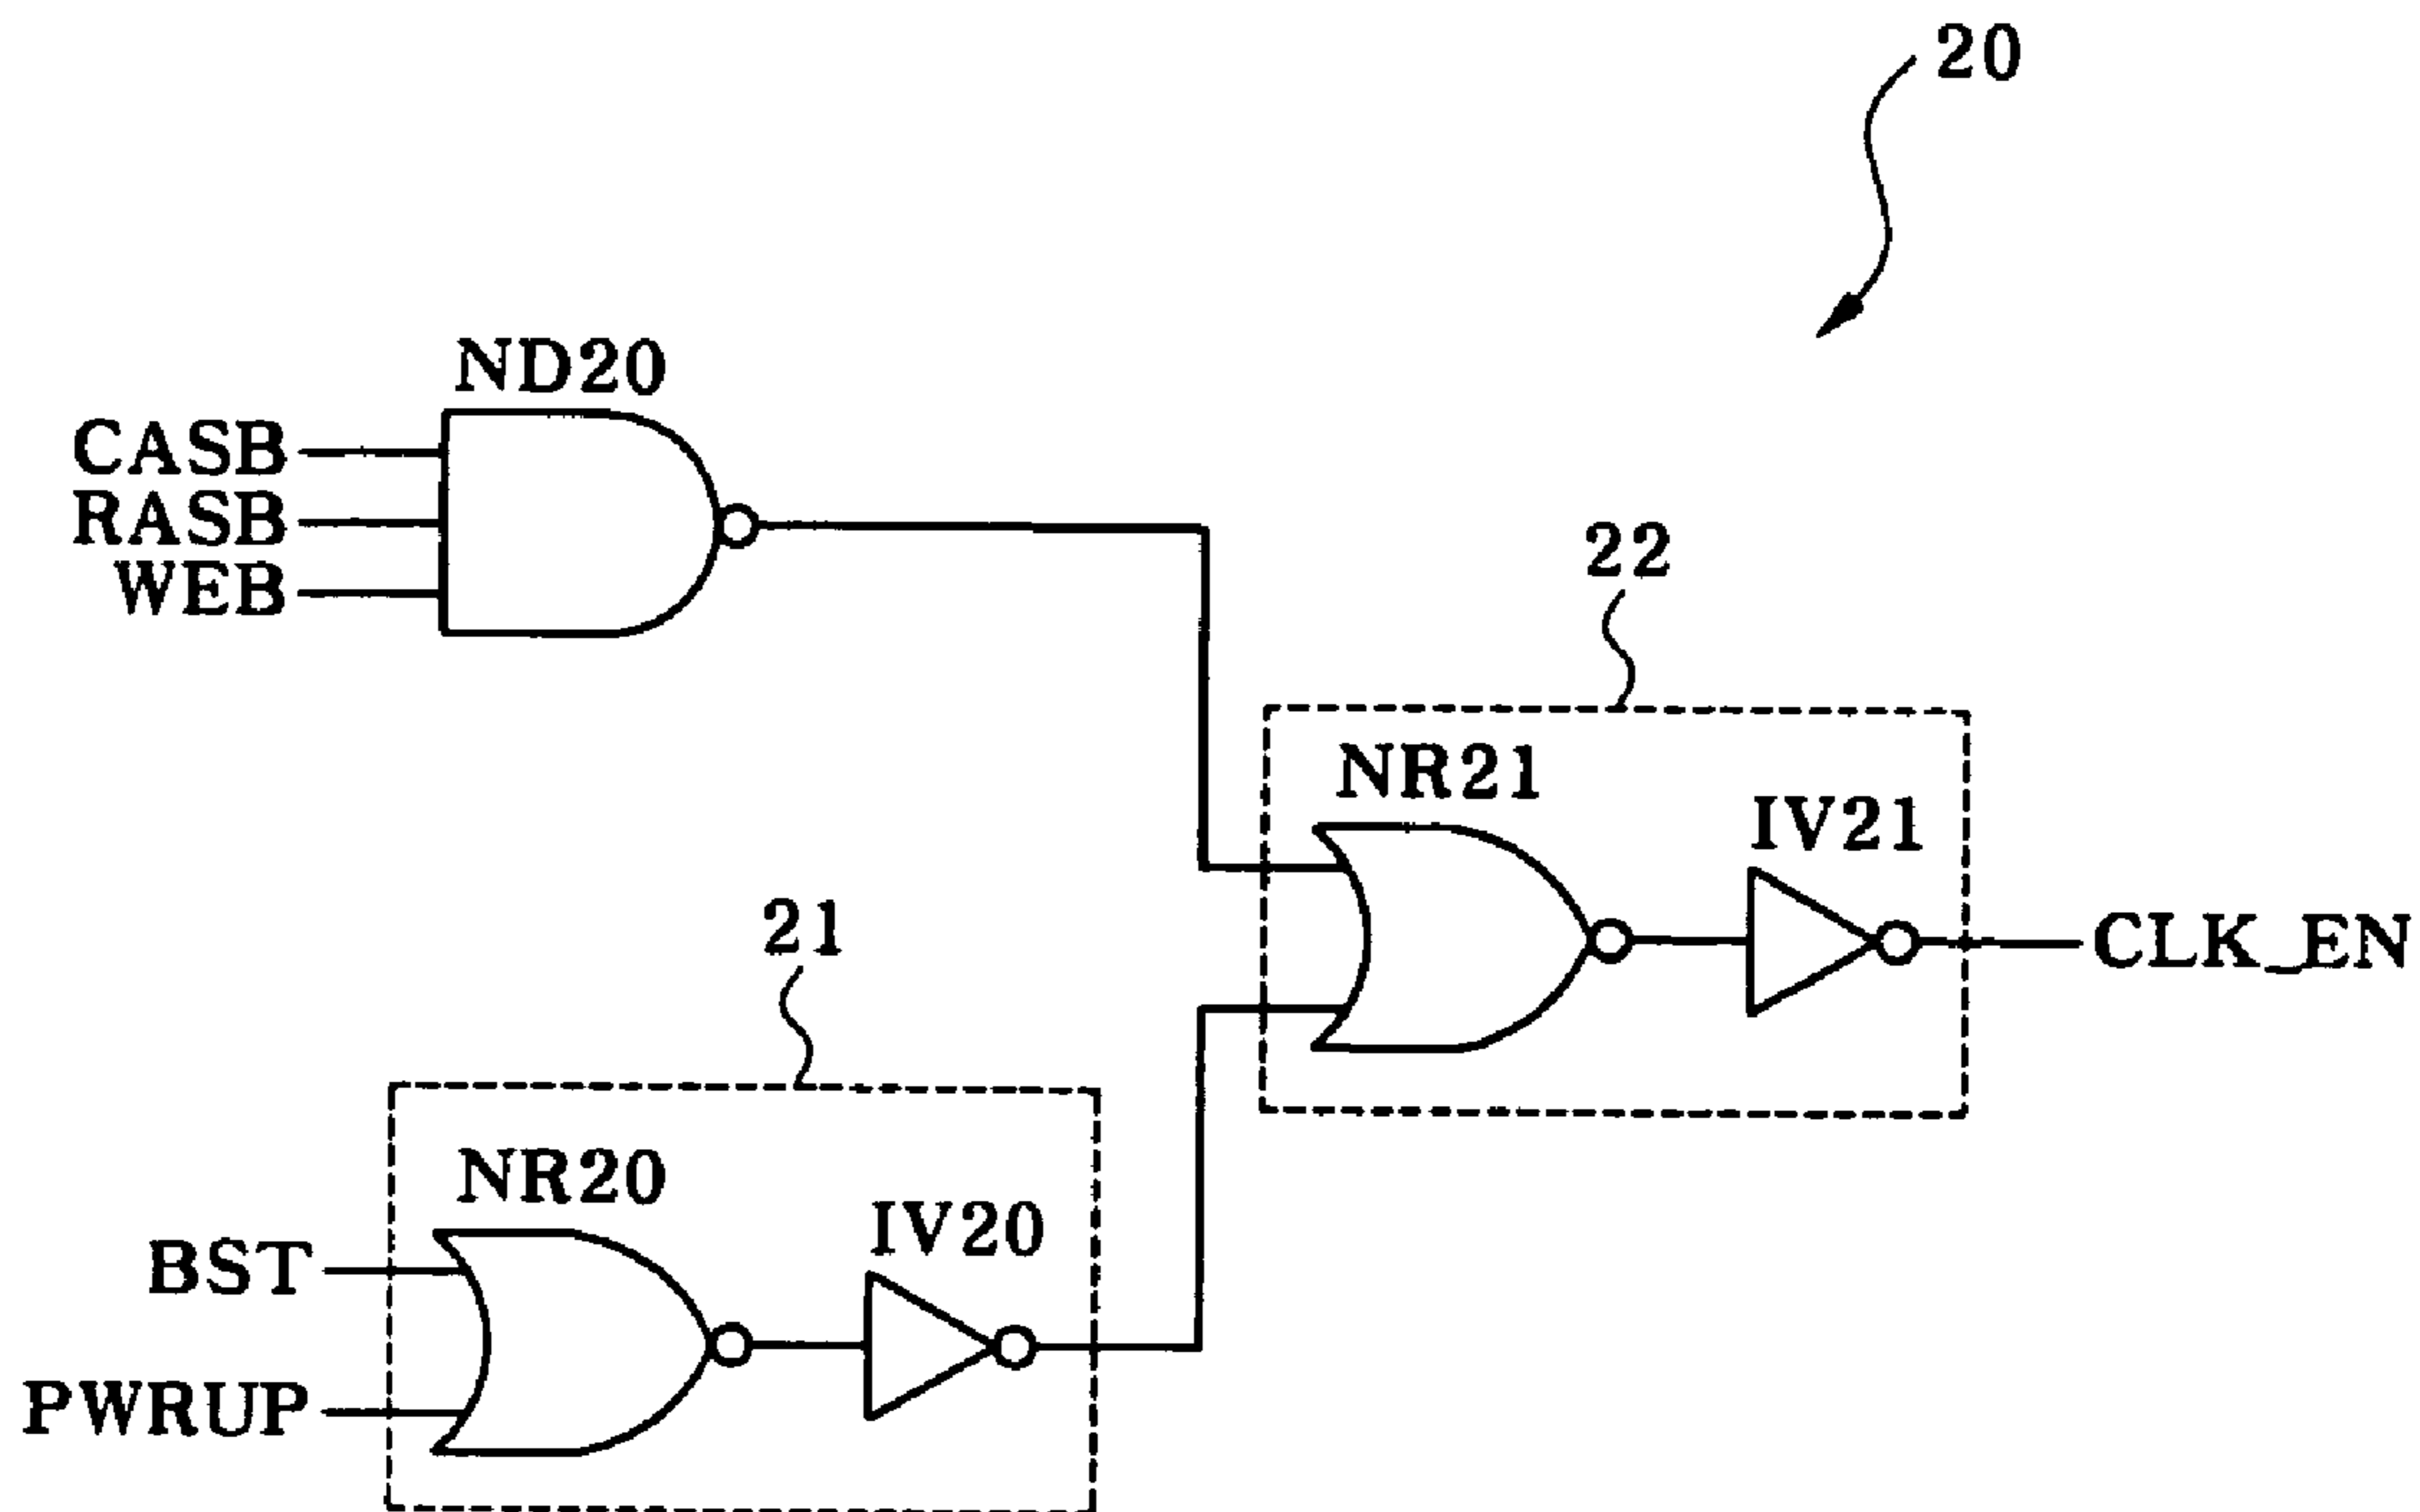 20
ND20
CASB
RASB
WEB
22
NR21
IV21
CLK_EN
21
NR20
IV20
BST
PWRUP